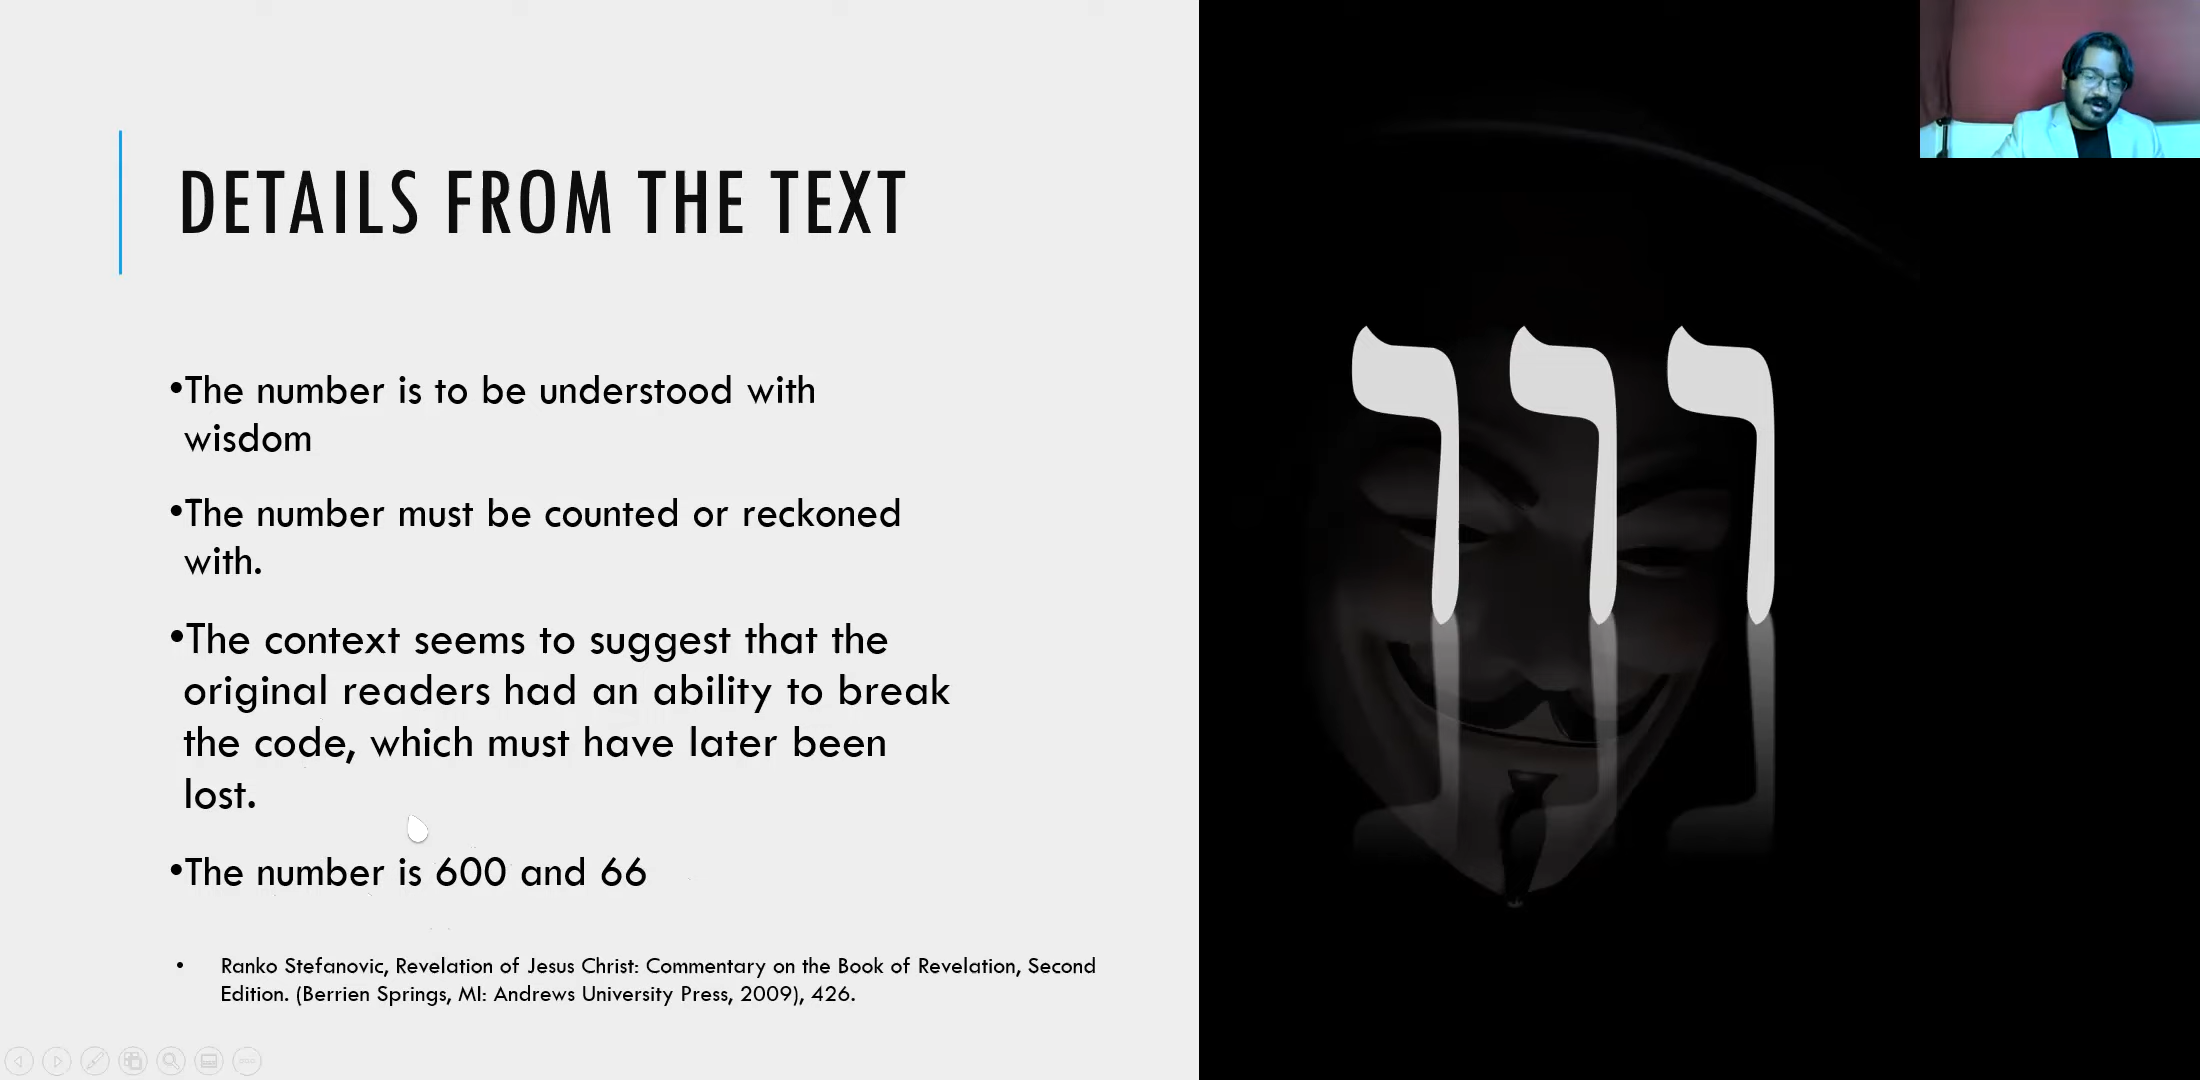 DETAILS FROM THE TEXT
•The number is to be understood with
wisdom
•The number must be counted or reckoned
with.
•The context seems to suggest that the
original readers had an ability to break
the code, which must have later been
lost.
•The number is 600 and 66
• Ranko Stefanovic, Revelation of Jesus Christ: Commentary on the Book of Revelation, Second
Edition. (Berrien Springs, MI: Andrews University Press, 2009), 426.
ווו